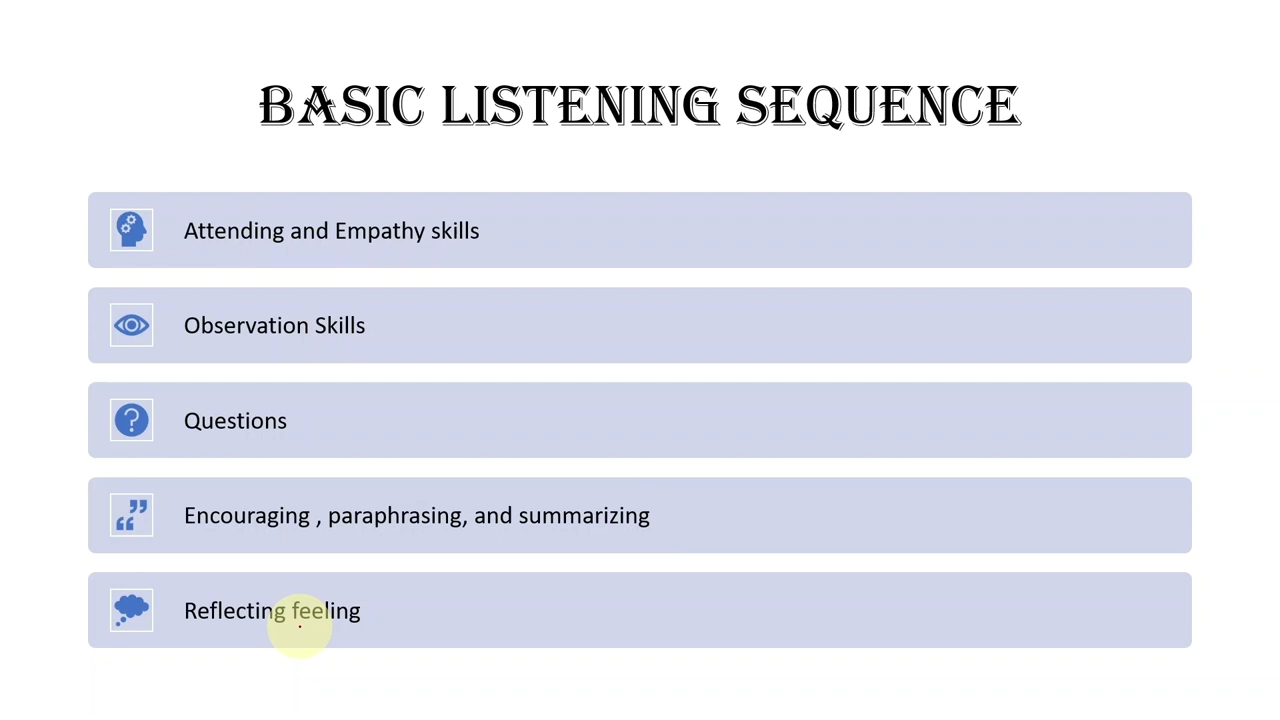 BASIC LISTENING SEQUENCE
Attending and Empathy skills
Observation Skills
Questions
Encouraging , paraphrasing, and summarizing
Reflecting feeling